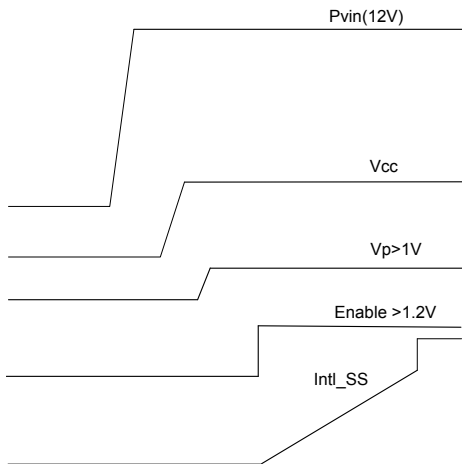 Pvin(12V)
Vcc
Vp>1V
Enable >1.2V
Intl_SS